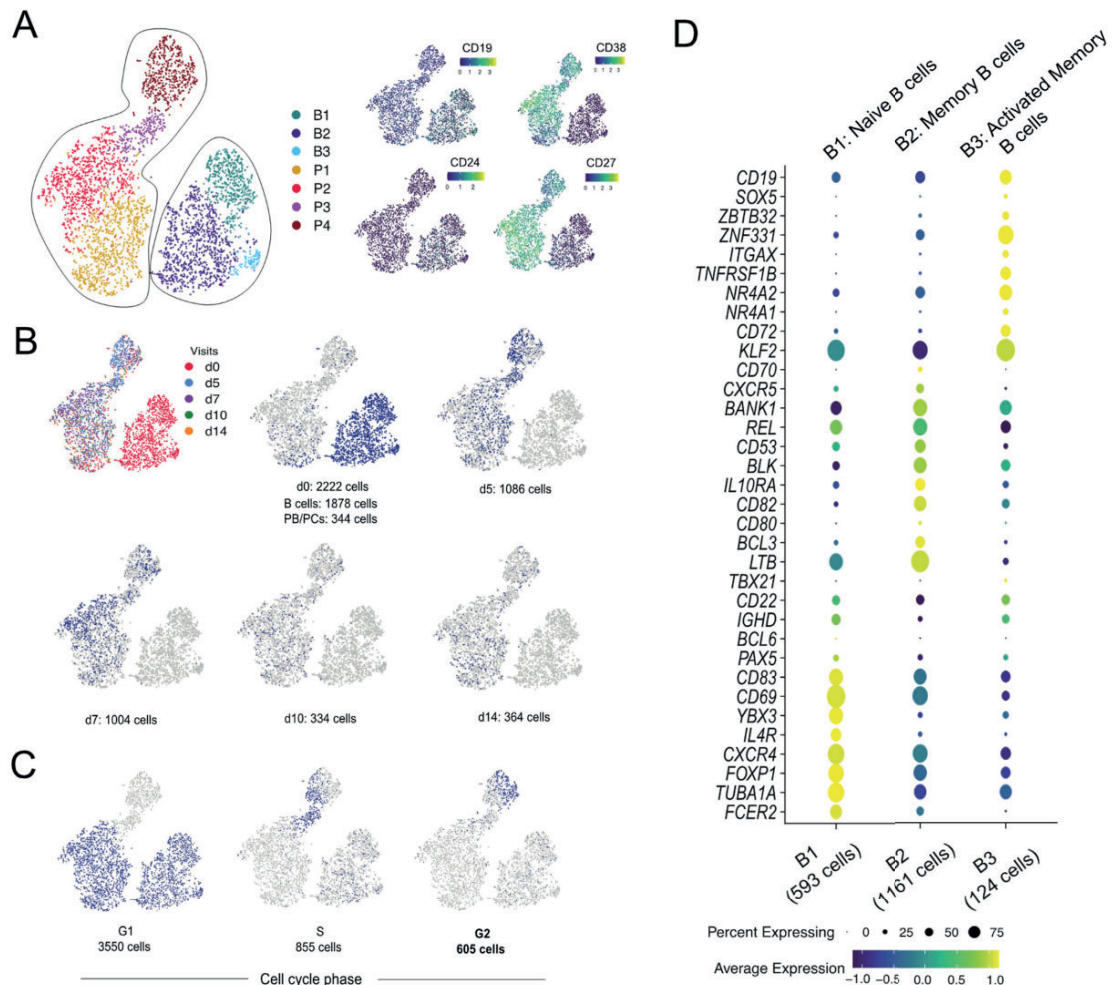 A
B1
B2
B3
P1
P2
P3
P4
CD19
0 1 2 3
CD38
0 1 2 3
CD24
0 1 2
CD27
0 1 2 3
B
Visits
d0
d5
d7
d10
d14
d0: 2222 cells
B cells: 1878 cells
PB/PCs: 344 cells
d5: 1086 cells
d7: 1004 cells
d10: 334 cells
d14: 364 cells
C
G1
3550 cells
S
855 cells
G2
605 cells
Cell cycle phase
D
B1: Naive B cells
B2: Memory B cells
B3: Activated Memory
B cells
CD19
SOX5
ZBTB32
ZNF331
ITGAX
TNFRSF1B
NR4A2
NR4A1
CD72
KLF2
CD70
CXCR5
BANK1
REL
CD53
BLK
IL10RA
CD82
CD80
BCL3
LTB
TBX21
CD22
IGHD
BCL6
PAX5
CD83
CD69
YBX3
IL4R
CXCR4
FOXP1
TUBA1A
FCER2
B1
(593 cells)
B2
(1161 cells)
B3
(124 cells)
Percent Expressing 0 25 50 75
Average Expression
−1.0 −0.5 0.0 0.5 1.0